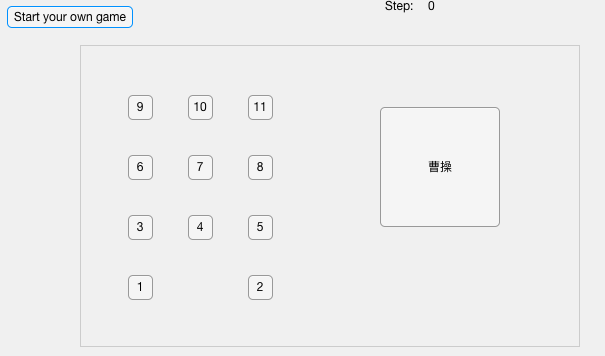 Start your own game
Step: 0
9 10 11
6 7 8
3 4 5
1 2
曹操